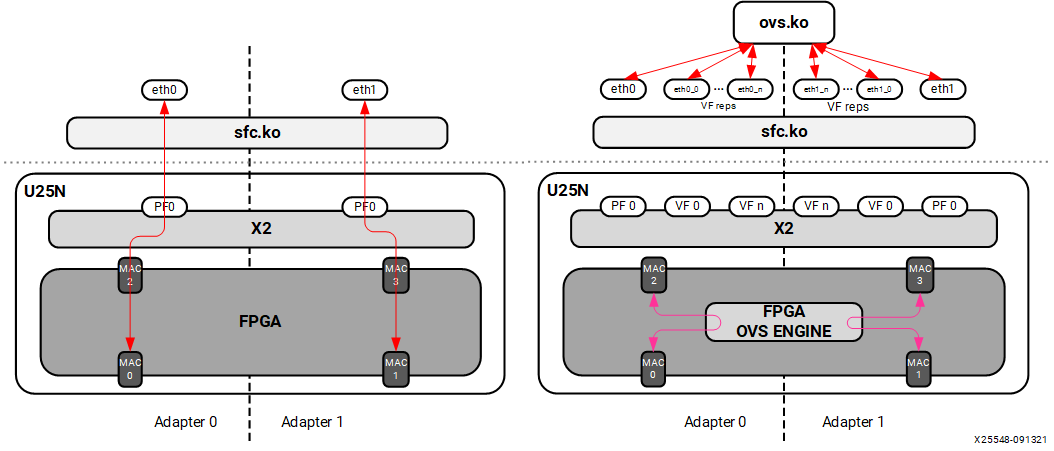 eth0
eth1
sfc.ko
U25N
PF0
PF0
X2
MAC
2
MAC
3
FPGA
MAC
0
MAC
1
Adapter 0
Adapter 1
ovs.ko
eth0
eth0_0
...
eth0_n
eth1_n
...
eth1_0
eth1
VF reps
VF reps
sfc.ko
U25N
PF 0
VF 0
VF n
VF n
VF 0
PF 0
X2
MAC
2
MAC
3
FPGA
OVS ENGINE
MAC
0
MAC
1
Adapter 0
Adapter 1
X25548-091321